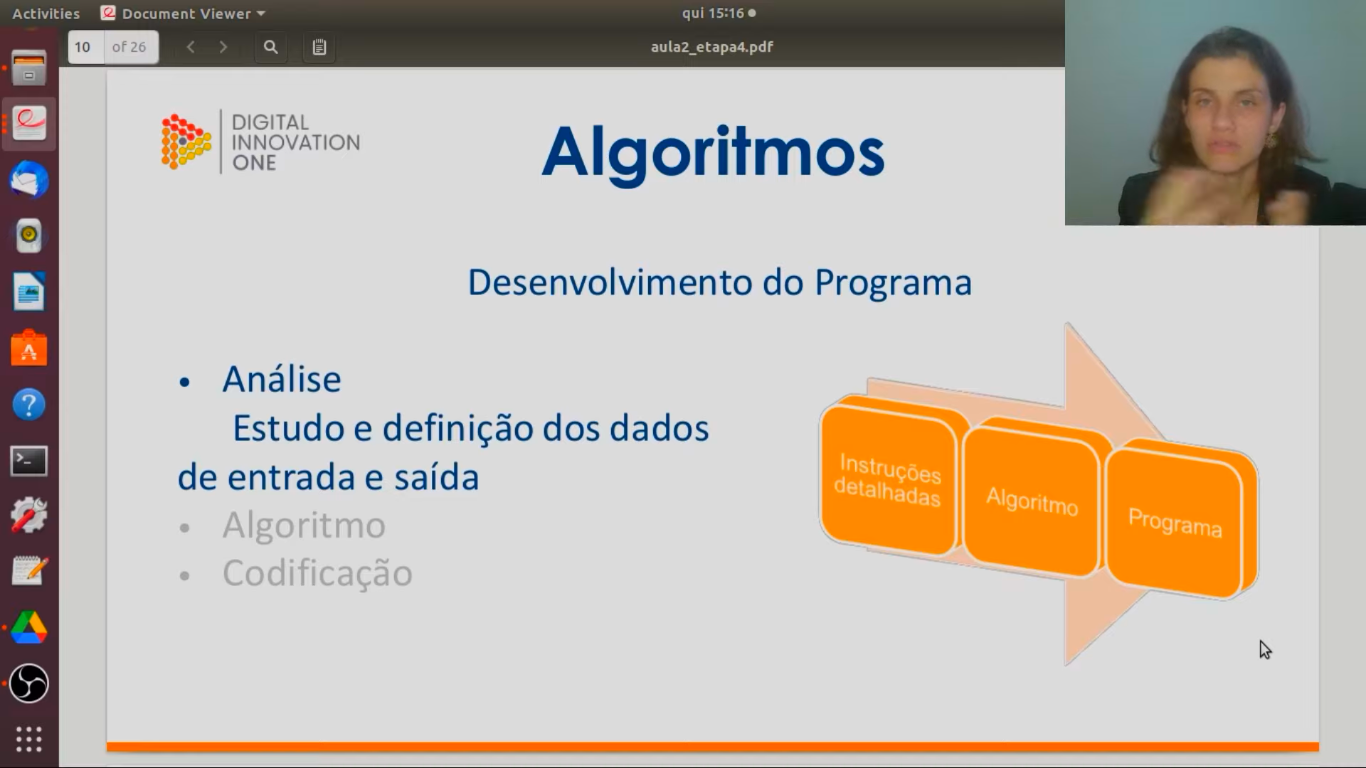 Activities
Document Viewer
qui 15:16
10
of 26
aula2_etapa4.pdf
DIGITAL
INNOVATION
ONE
Algoritmos
Desenvolvimento do Programa
• Análise
Estudo e definição dos dados
de entrada e saída
• Algoritmo
• Codificação
Instruções
detalhadas
Algoritmo
Programa